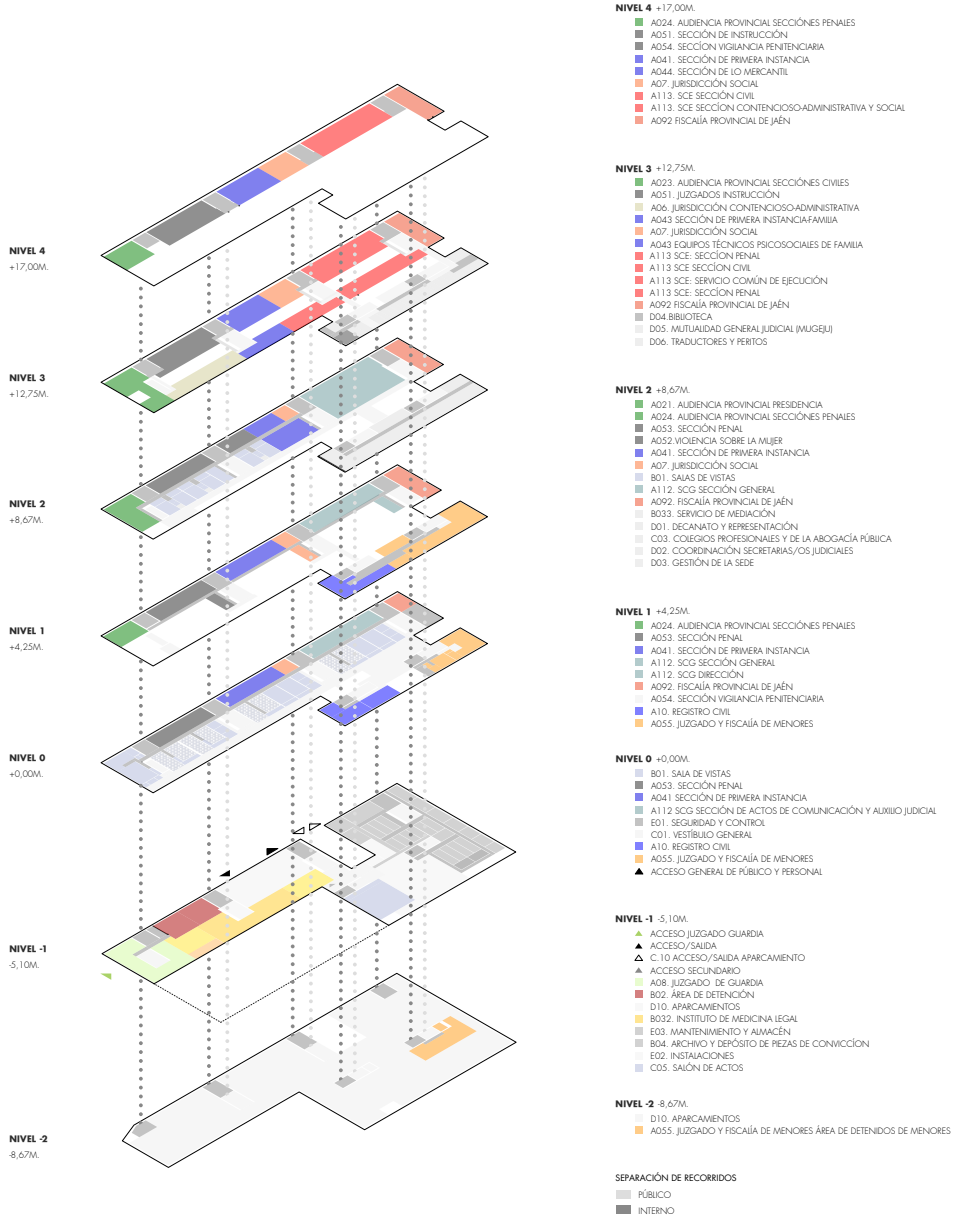 NIVEL 4
+17,00M.
NIVEL 3
+12,75M.
NIVEL 2
+8,67M.
NIVEL 1
+4,25M.
NIVEL 0
+0,00M.
NIVEL -1
-5,10M.
NIVEL -2
-8,67M.
NIVEL 4 +17,00M.
A024. AUDIENCIA PROVINCIAL SECCIÓNES PENALES
A051. SECCIÓN DE INSTRUCCIÓN
A054. SECCÍON VIGILANCIA PENITENCIARIA
A041. SECCIÓN DE PRIMERA INSTANCIA
A044. SECCIÓN DE LO MERCANTIL
A07. JURISDICCIÓN SOCIAL
A113. SCE SECCIÓN CIVIL
A113. SCE SECCÍON CONTENCIOSO-ADMINISTRATIVA Y SOCIAL
A092 FISCALÍA PROVINCIAL DE JAÉN
NIVEL 3 +12,75M.
A023. AUDIENCIA PROVINCIAL SECCIÓNES CIVILES
A051. JUZGADOS INSTRUCCIÓN
A06. JURISDICCIÓN CONTENCIOSO-ADMINISTRATIVA
A043 SECCIÓN DE PRIMERA INSTANCIA-FAMILIA
A07. JURISDICCIÓN SOCIAL
A043 EQUIPOS TÉCNICOS PSICOSOCIALES DE FAMILIA
A113 SCE: SECCÍON PENAL
A113 SCE SECCÍON CIVIL
A113 SCE: SERVICIO COMÚN DE EJECUCIÓN
A113 SCE: SECCÍON PENAL
A092 FISCALÍA PROVINCIAL DE JAÉN
D04.BIBLIOTECA
D05. MUTUALIDAD GENERAL JUDICIAL (MUGEJU)
D06. TRADUCTORES Y PERITOS
NIVEL 2 +8,67M.
A021. AUDIENCIA PROVINCIAL PRESIDENCIA
A024. AUDIENCIA PROVINCIAL SECCIÓNES PENALES
A053. SECCIÓN PENAL
A052.VIOLENCIA SOBRE LA MUJER
A041. SECCIÓN DE PRIMERA INSTANCIA
A07. JURISDICCIÓN SOCIAL
B01. SALAS DE VISTAS
A112. SCG SECCIÓN GENERAL
A092. FISCALÍA PROVINCIAL DE JAÉN
B033. SERVICIO DE MEDIACIÓN
D01. DECANATO Y REPRESENTACIÓN
C03. COLEGIOS PROFESIONALES Y DE LA ABOGACÍA PÚBLICA
D02. COORDINACIÓN SECRETARIAS/OS JUDICIALES
D03. GESTIÓN DE LA SEDE
NIVEL 1 +4,25M.
A024. AUDIENCIA PROVINCIAL SECCIÓNES PENALES
A053. SECCIÓN PENAL
A041. SECCIÓN DE PRIMERA INSTANCIA
A112. SCG SECCIÓN GENERAL
A112. SCG DIRECCIÓN
A092. FISCALÍA PROVINCIAL DE JAÉN
A054. SECCIÓN VIGILANCIA PENITENCIARIA
A10. REGISTRO CIVIL
A055. JUZGADO Y FISCALÍA DE MENORES
NIVEL 0 +0,00M.
B01. SALA DE VISTAS
A053. SECCIÓN PENAL
A041 SECCIÓN DE PRIMERA INSTANCIA
A112 SCG SECCIÓN DE ACTOS DE COMUNICACIÓN Y AUXILIO JUDICIAL
E01. SEGURIDAD Y CONTROL
C01. VESTÍBULO GENERAL
A10. REGISTRO CIVIL
A055. JUZGADO Y FISCALÍA DE MENORES
ACCESO GENERAL DE PÚBLICO Y PERSONAL
NIVEL -1 -5,10M.
ACCESO JUZGADO GUARDIA
ACCESO/SALIDA
C.10 ACCESO/SALIDA APARCAMIENTO
ACCESO SECUNDARIO
A08. JUZGADO DE GUARDIA
B02. ÁREA DE DETENCIÓN
D10. APARCAMIENTOS
B032. INSTITUTO DE MEDICINA LEGAL
E03. MANTENIMIENTO Y ALMACÉN
B04. ARCHIVO Y DEPÓSITO DE PIEZAS DE CONVICCÍON
E02. INSTALACIONES
C05. SALÓN DE ACTOS
NIVEL -2 -8,67M.
D10. APARCAMIENTOS
A055. JUZGADO Y FISCALÍA DE MENORES ÁREA DE DETENIDOS DE MENORES
SEPARACIÓN DE RECORRIDOS
PÚBLICO
INTERNO